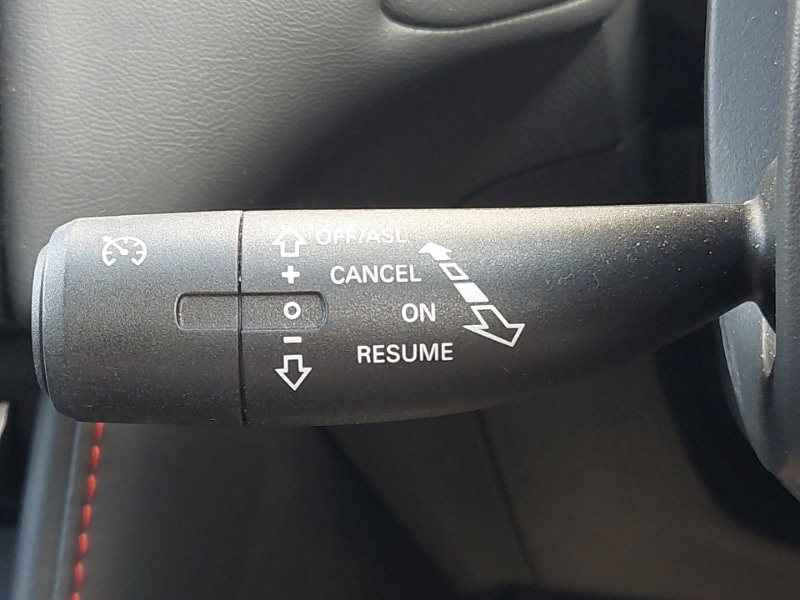 OFF/ASL
+ CANCEL
O ON
−
RESUME